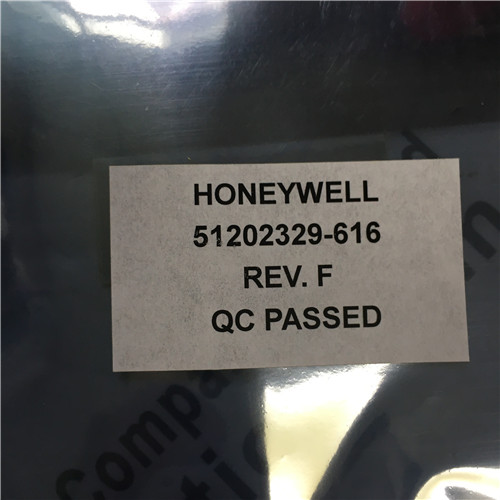 HONEYWELL
51202329-616
REV. F
QC PASSED